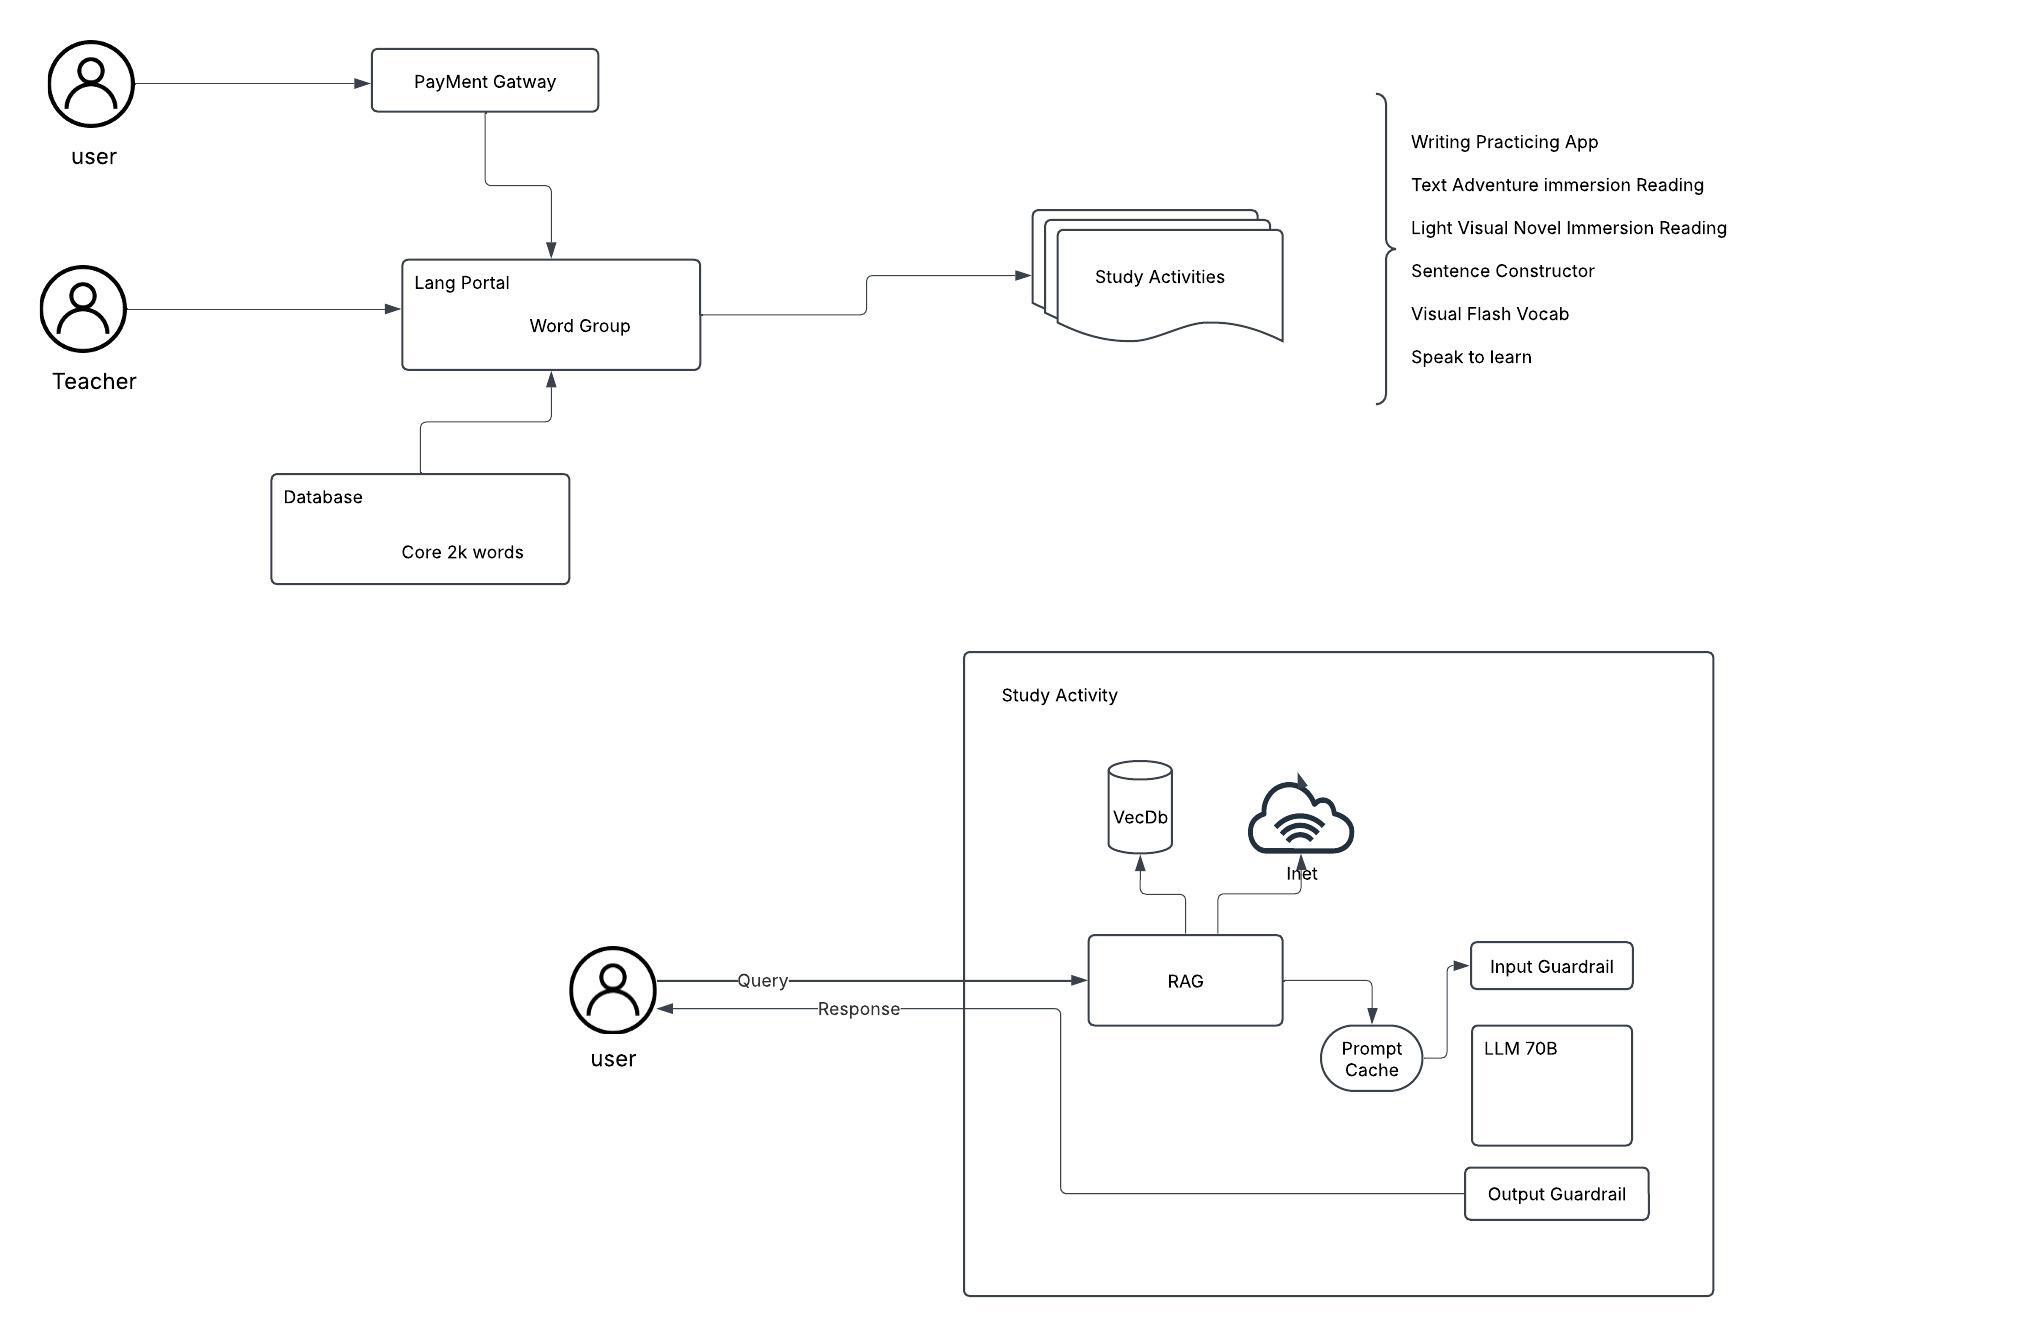 PayMent Gatway
user
Lang Portal
Word Group
Teacher
Database
Core 2k words
Study Activities
Writing Practicing App
Text Adventure immersion Reading
Light Visual Novel Immersion Reading
Sentence Constructor
Visual Flash Vocab
Speak to learn
Study Activity
VecDb
Inet
Query
Response
user
RAG
Prompt
Cache
Input Guardrail
LLM 70B
Output Guardrail